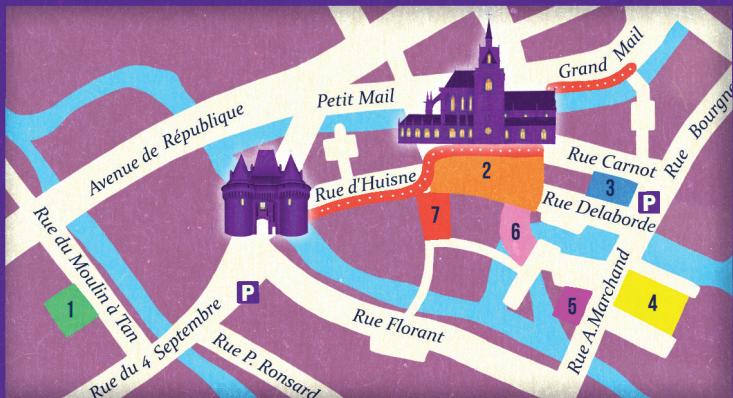 Grand Mail
Petit Mail
Avenue de République
Rue Bourgne
Rue Carnot
2
3
P
Rue d'Huisne
Rue Delaborde
7
6
Rue du Moulin à Tan
1
P
5
4
Rue A.Marchand
Rue Florant
Rue du 4 Septembre
Rue P. Ronsard